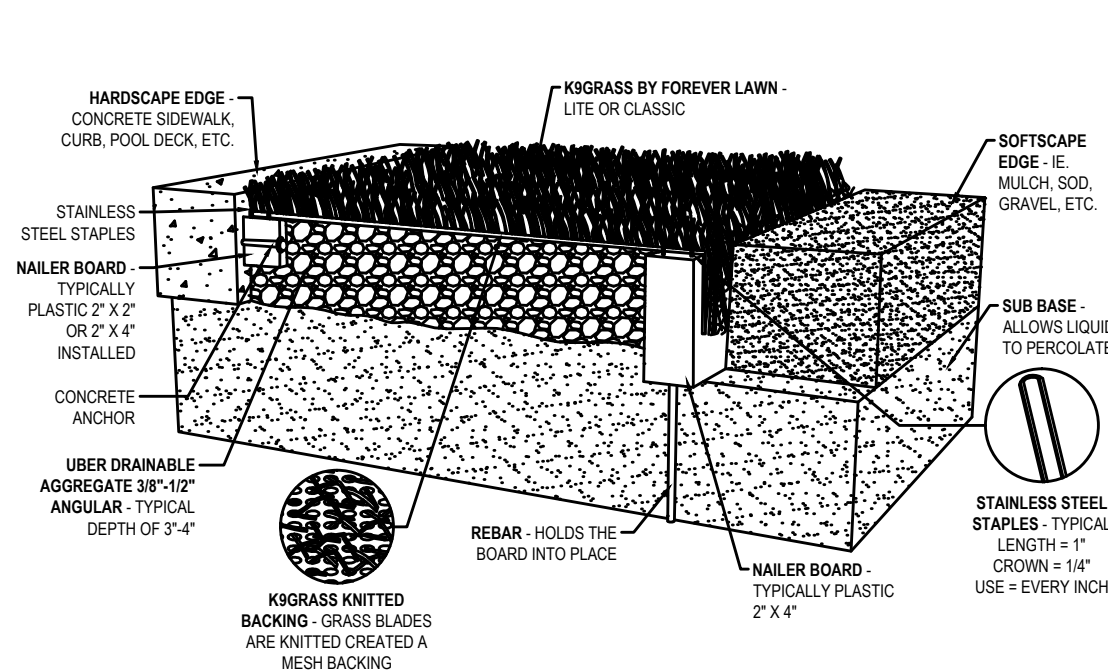 HARDSCAPE EDGE -
CONCRETE SIDEWALK,
CURB, POOL DECK, ETC.
K9GRASS BY FOREVER LAWN -
LITE OR CLASSIC
SOFTSCAPE
EDGE - IE.
MULCH, SOD,
GRAVEL, ETC.
STAINLESS
STEEL STAPLES
NAILER BOARD -
TYPICALLY
PLASTIC 2" X 2"
OR 2" X 4"
INSTALLED
CONCRETE
ANCHOR
UBER DRAINABLE
AGGREGATE 3/8"-1/2"
ANGULAR - TYPICAL
DEPTH OF 3"-4"
K9GRASS KNITTED
BACKING - GRASS BLADES
ARE KNITTED CREATED A
MESH BACKING
REBAR - HOLDS THE
BOARD INTO PLACE
NAILER BOARD -
TYPICALLY PLASTIC
2" X 4"
SUB BASE -
ALLOWS LIQUID
TO PERCOLATE
STAINLESS STEEL
STAPLES - TYPICAL
LENGTH = 1"
CROWN = 1/4"
USE = EVERY INCH